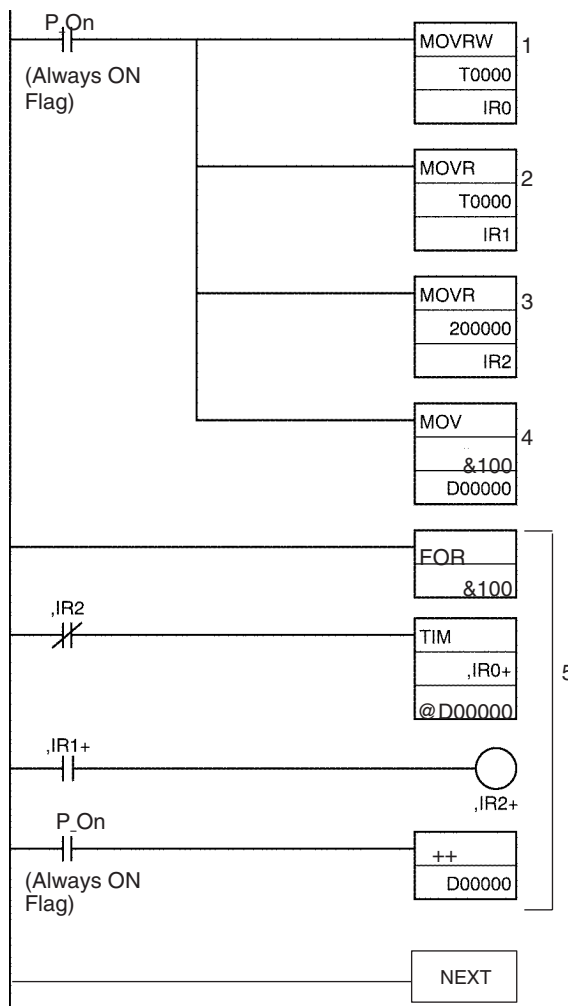 P_On
(Always ON
Flag)
MOVRW
T0000
IR0
1
MOVR
T0000
IR1
2
MOVR
200000
IR2
3
MOV
&100
D00000
4
FOR
&100
,IR2
TIM
,IR0+
@D00000
5
,IR1+
,IR2+
P_On
(Always ON
Flag)
++
D00000
NEXT